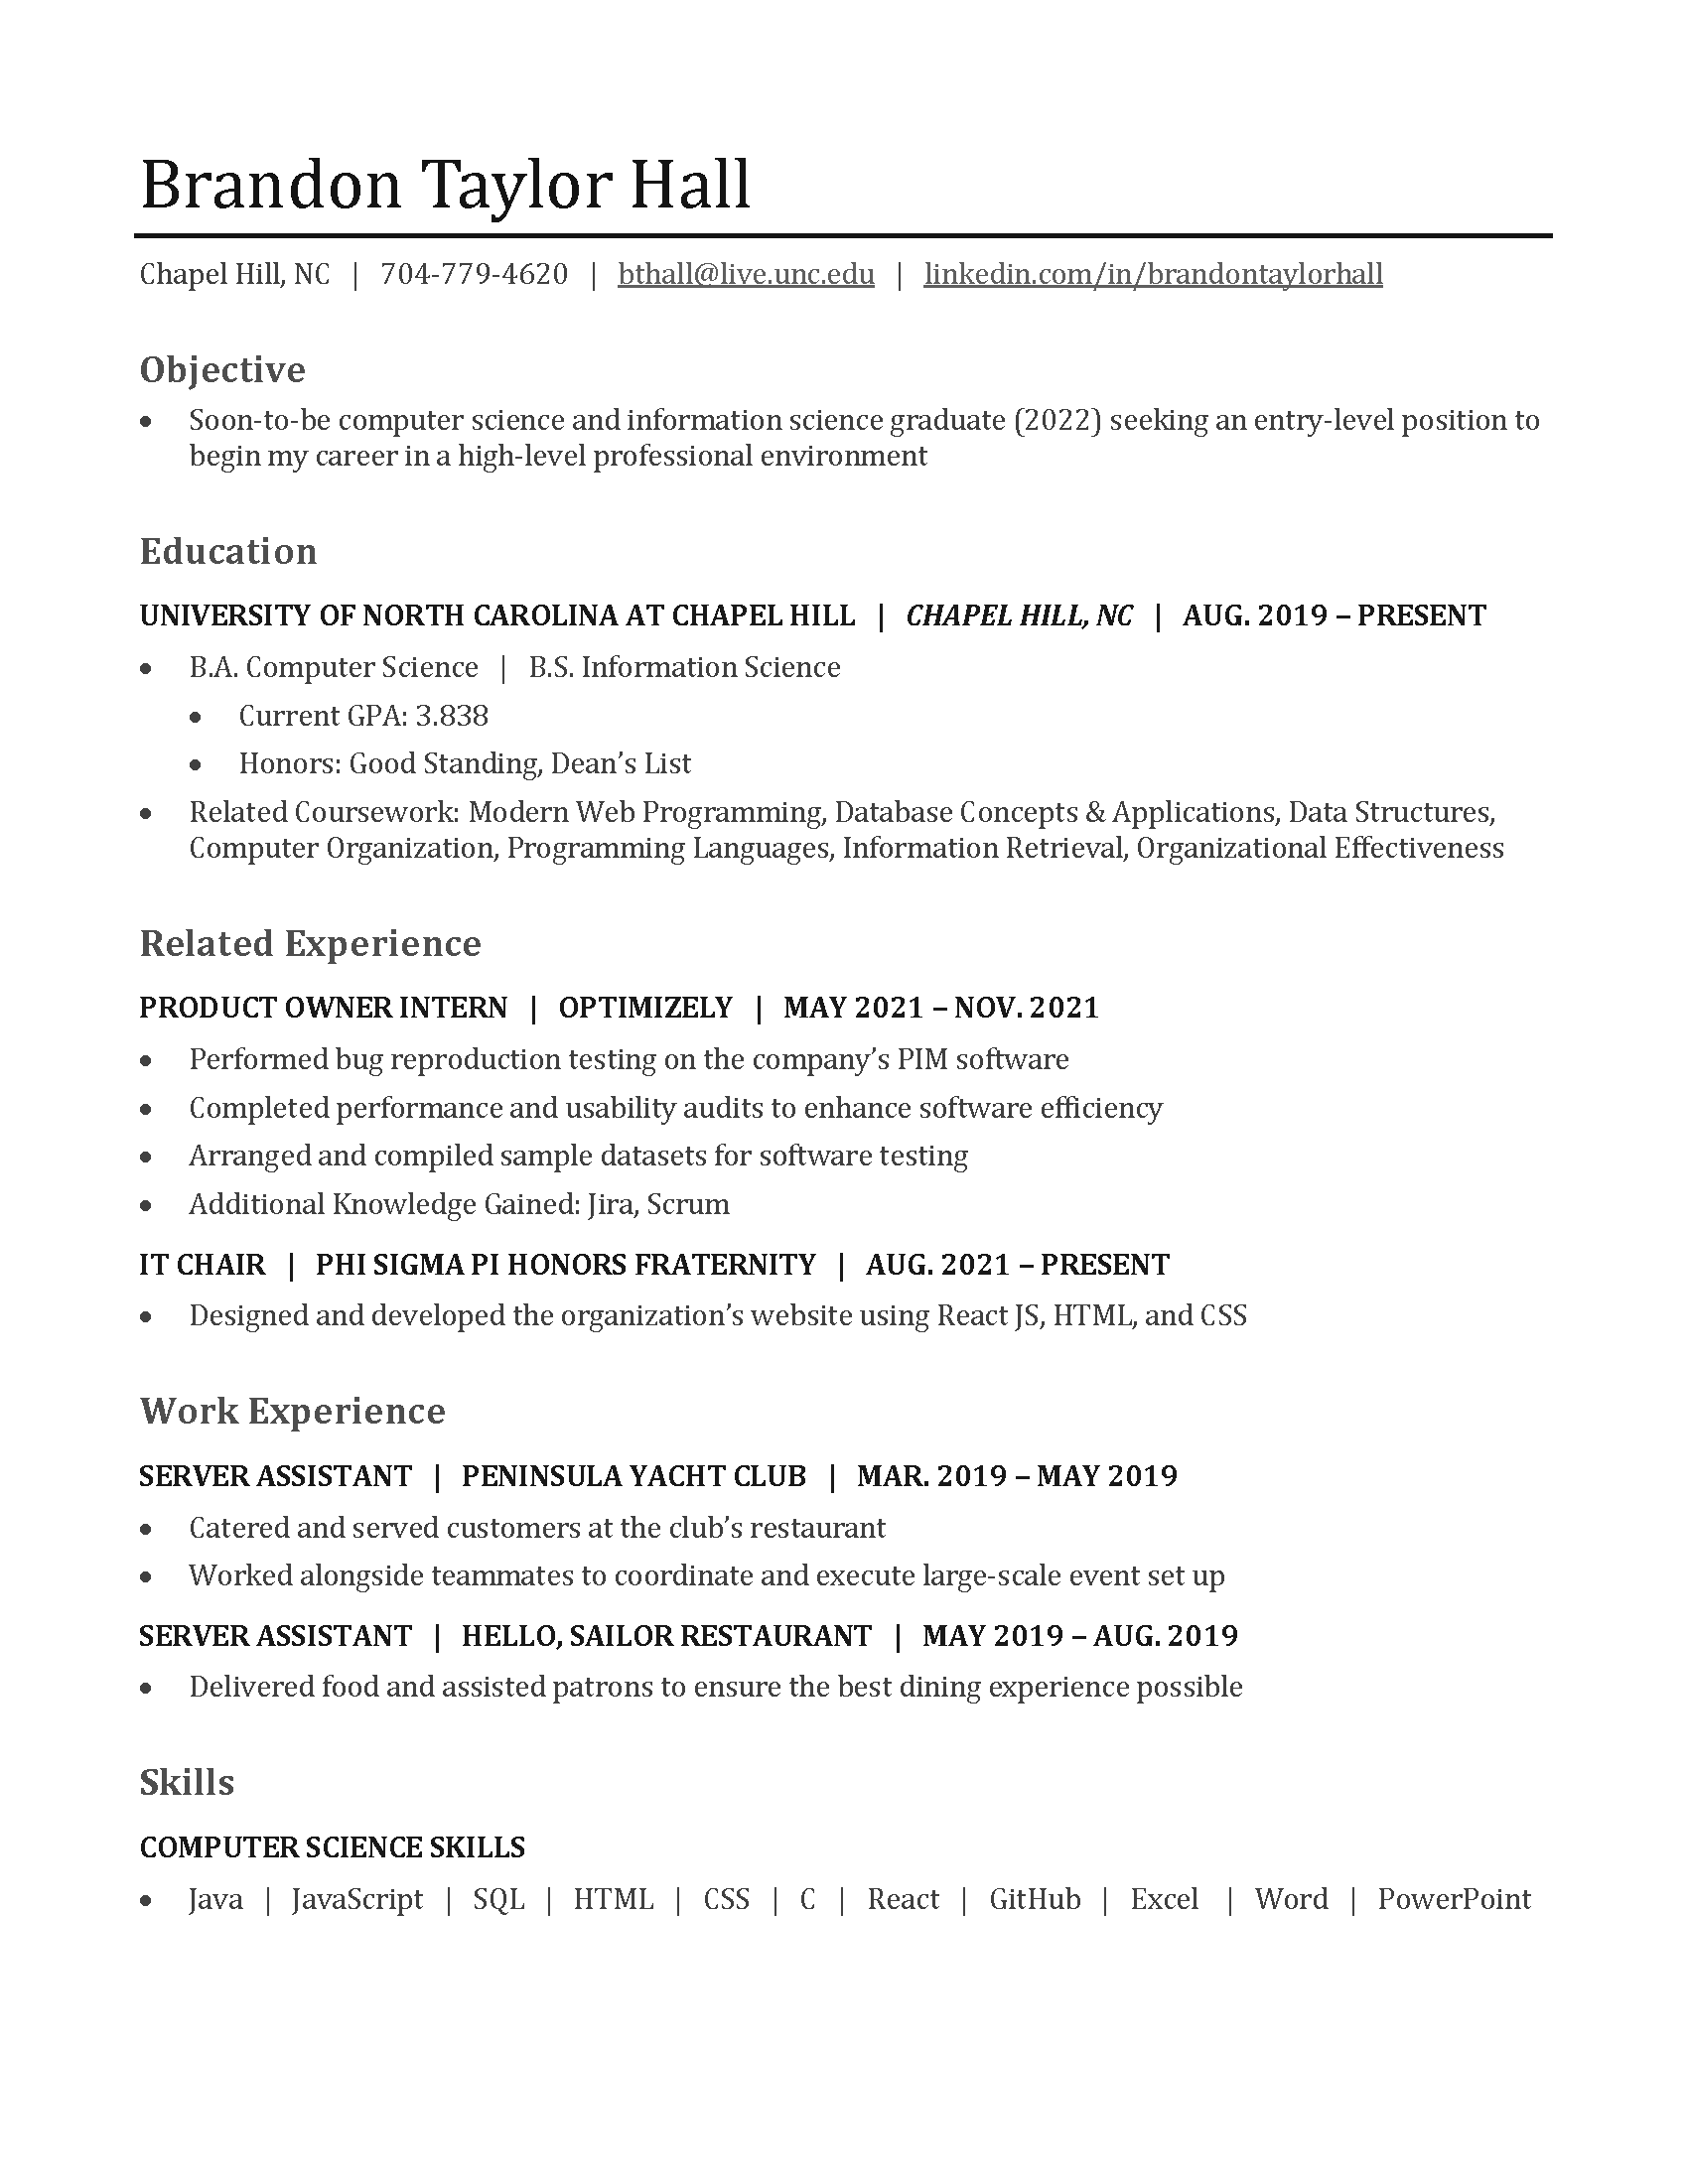 Brandon Taylor Hall
Chapel Hill, NC | 704-779-4620 | bthall@live.unc.edu | linkedin.com/in/brandontaylorhall
Objective
• Soon-to-be computer science and information science graduate (2022) seeking an entry-level position to
begin my career in a high-level professional environment
Education
UNIVERSITY OF NORTH CAROLINA AT CHAPEL HILL | CHAPEL HILL, NC | AUG. 2019 – PRESENT
• B.A. Computer Science | B.S. Information Science
• Current GPA: 3.838
• Honors: Good Standing, Dean’s List
• Related Coursework: Modern Web Programming, Database Concepts & Applications, Data Structures,
Computer Organization, Programming Languages, Information Retrieval, Organizational Effectiveness
Related Experience
PRODUCT OWNER INTERN | OPTIMIZELY | MAY 2021 – NOV. 2021
• Performed bug reproduction testing on the company’s PIM software
• Completed performance and usability audits to enhance software efficiency
• Arranged and compiled sample datasets for software testing
• Additional Knowledge Gained: Jira, Scrum
IT CHAIR | PHI SIGMA PI HONORS FRATERNITY | AUG. 2021 – PRESENT
• Designed and developed the organization’s website using React JS, HTML, and CSS
Work Experience
SERVER ASSISTANT | PENINSULA YACHT CLUB | MAR. 2019 – MAY 2019
• Catered and served customers at the club’s restaurant
• Worked alongside teammates to coordinate and execute large-scale event set up
SERVER ASSISTANT | HELLO, SAILOR RESTAURANT | MAY 2019 – AUG. 2019
• Delivered food and assisted patrons to ensure the best dining experience possible
Skills
COMPUTER SCIENCE SKILLS
• Java | JavaScript | SQL | HTML | CSS | C | React | GitHub | Excel | Word | PowerPoint